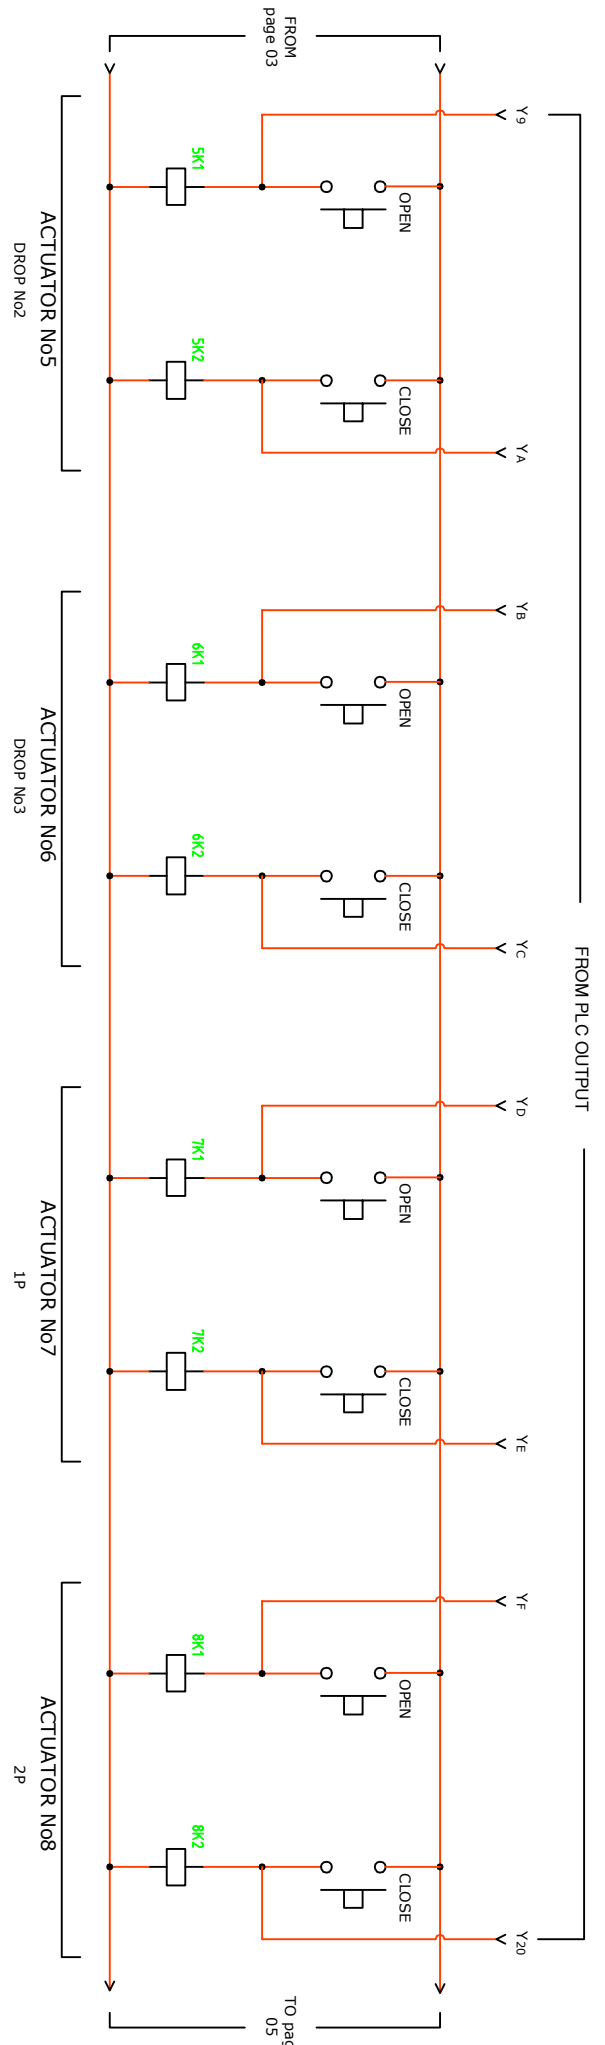 FROM PLC OUTPUT
FROM
page 03
Y9
YA
YB
YC
YD
YE
YF
Y20
OPEN
CLOSE
OPEN
CLOSE
OPEN
CLOSE
OPEN
CLOSE
5K1
5K2
6K1
6K2
7K1
7K2
8K1
8K2
TO pag
05
ACTUATOR No5
DROP No2
ACTUATOR No6
DROP No3
ACTUATOR No7
1P
ACTUATOR No8
2P